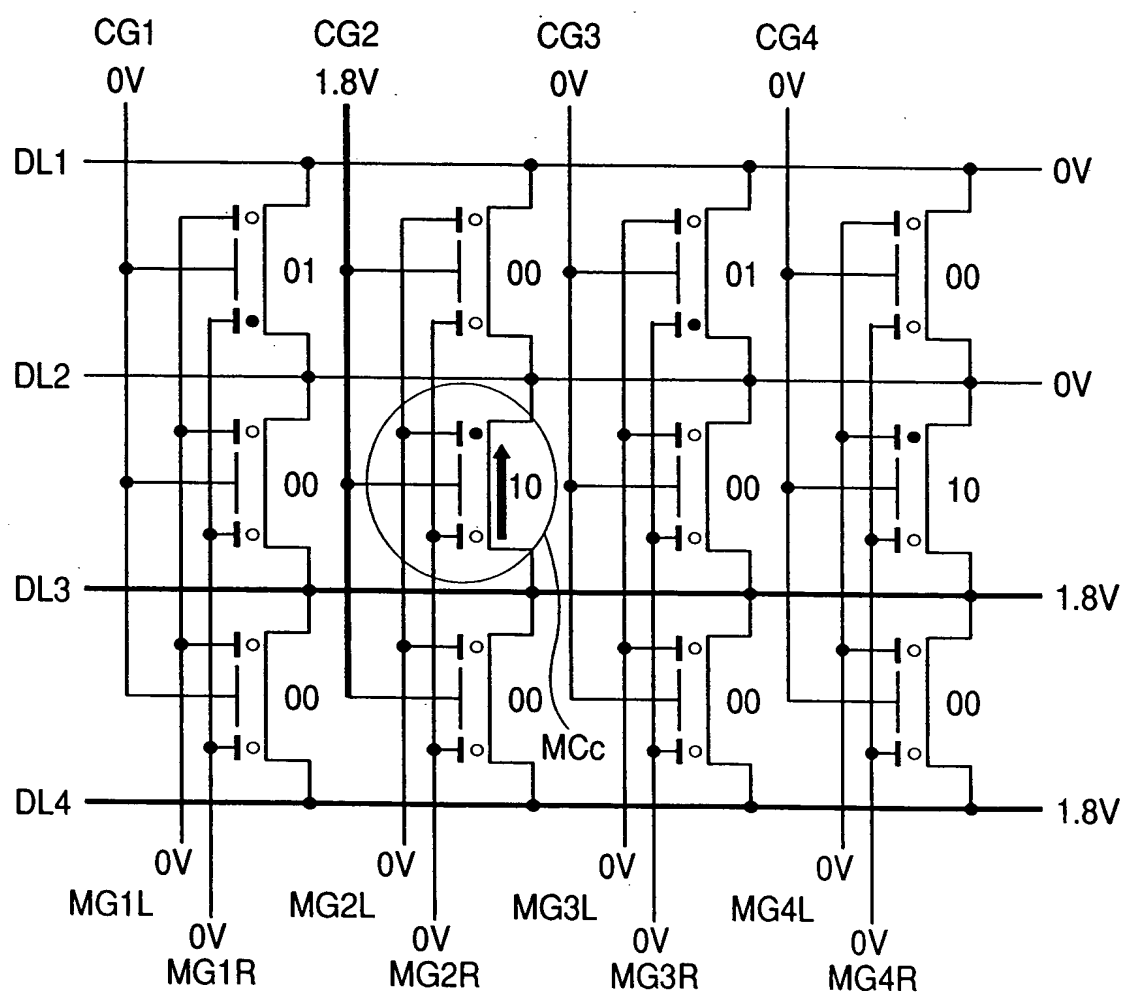 CG1 CG2 CG3 CG4
0V 1.8V 0V 0V
DL1 0V
01 00 01 00
DL2 0V
00 10 00 10
DL3 1.8V
00 00 00 00
MCc
DL4 1.8V
0V 0V 0V 0V
MG1L MG2L MG3L MG4L
0V 0V 0V 0V
MG1R MG2R MG3R MG4R